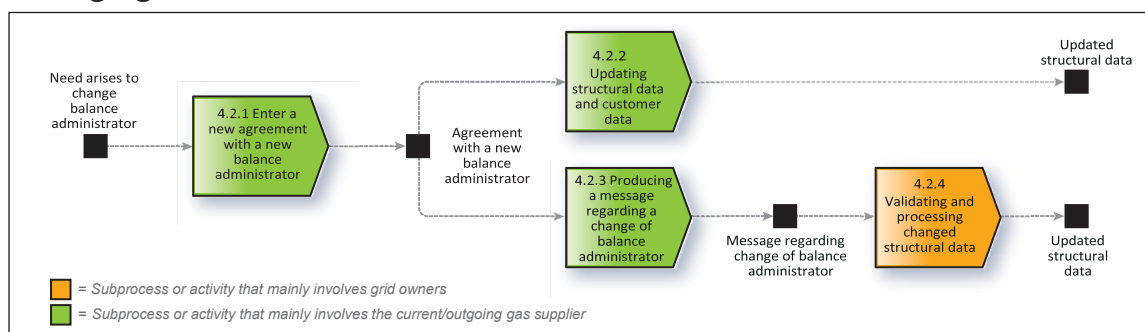 Need arises to
change
balance
administrator
4.2.1 Enter a
new agreement
with a new
balance
administrator
Agreement
with a new
balance
administrator
4.2.2
Updating
structural data
and customer
data
Updated
structural data
4.2.3 Producing
a message
regarding a
change of
balance
administrator
Message regarding
change of balance
administrator
4.2.4
Validating and
processing
changed
structural data
Updated
structural
data
= Subprocess or activity that mainly involves grid owners
= Subprocess or activity that mainly involves the current/outgoing gas supplier